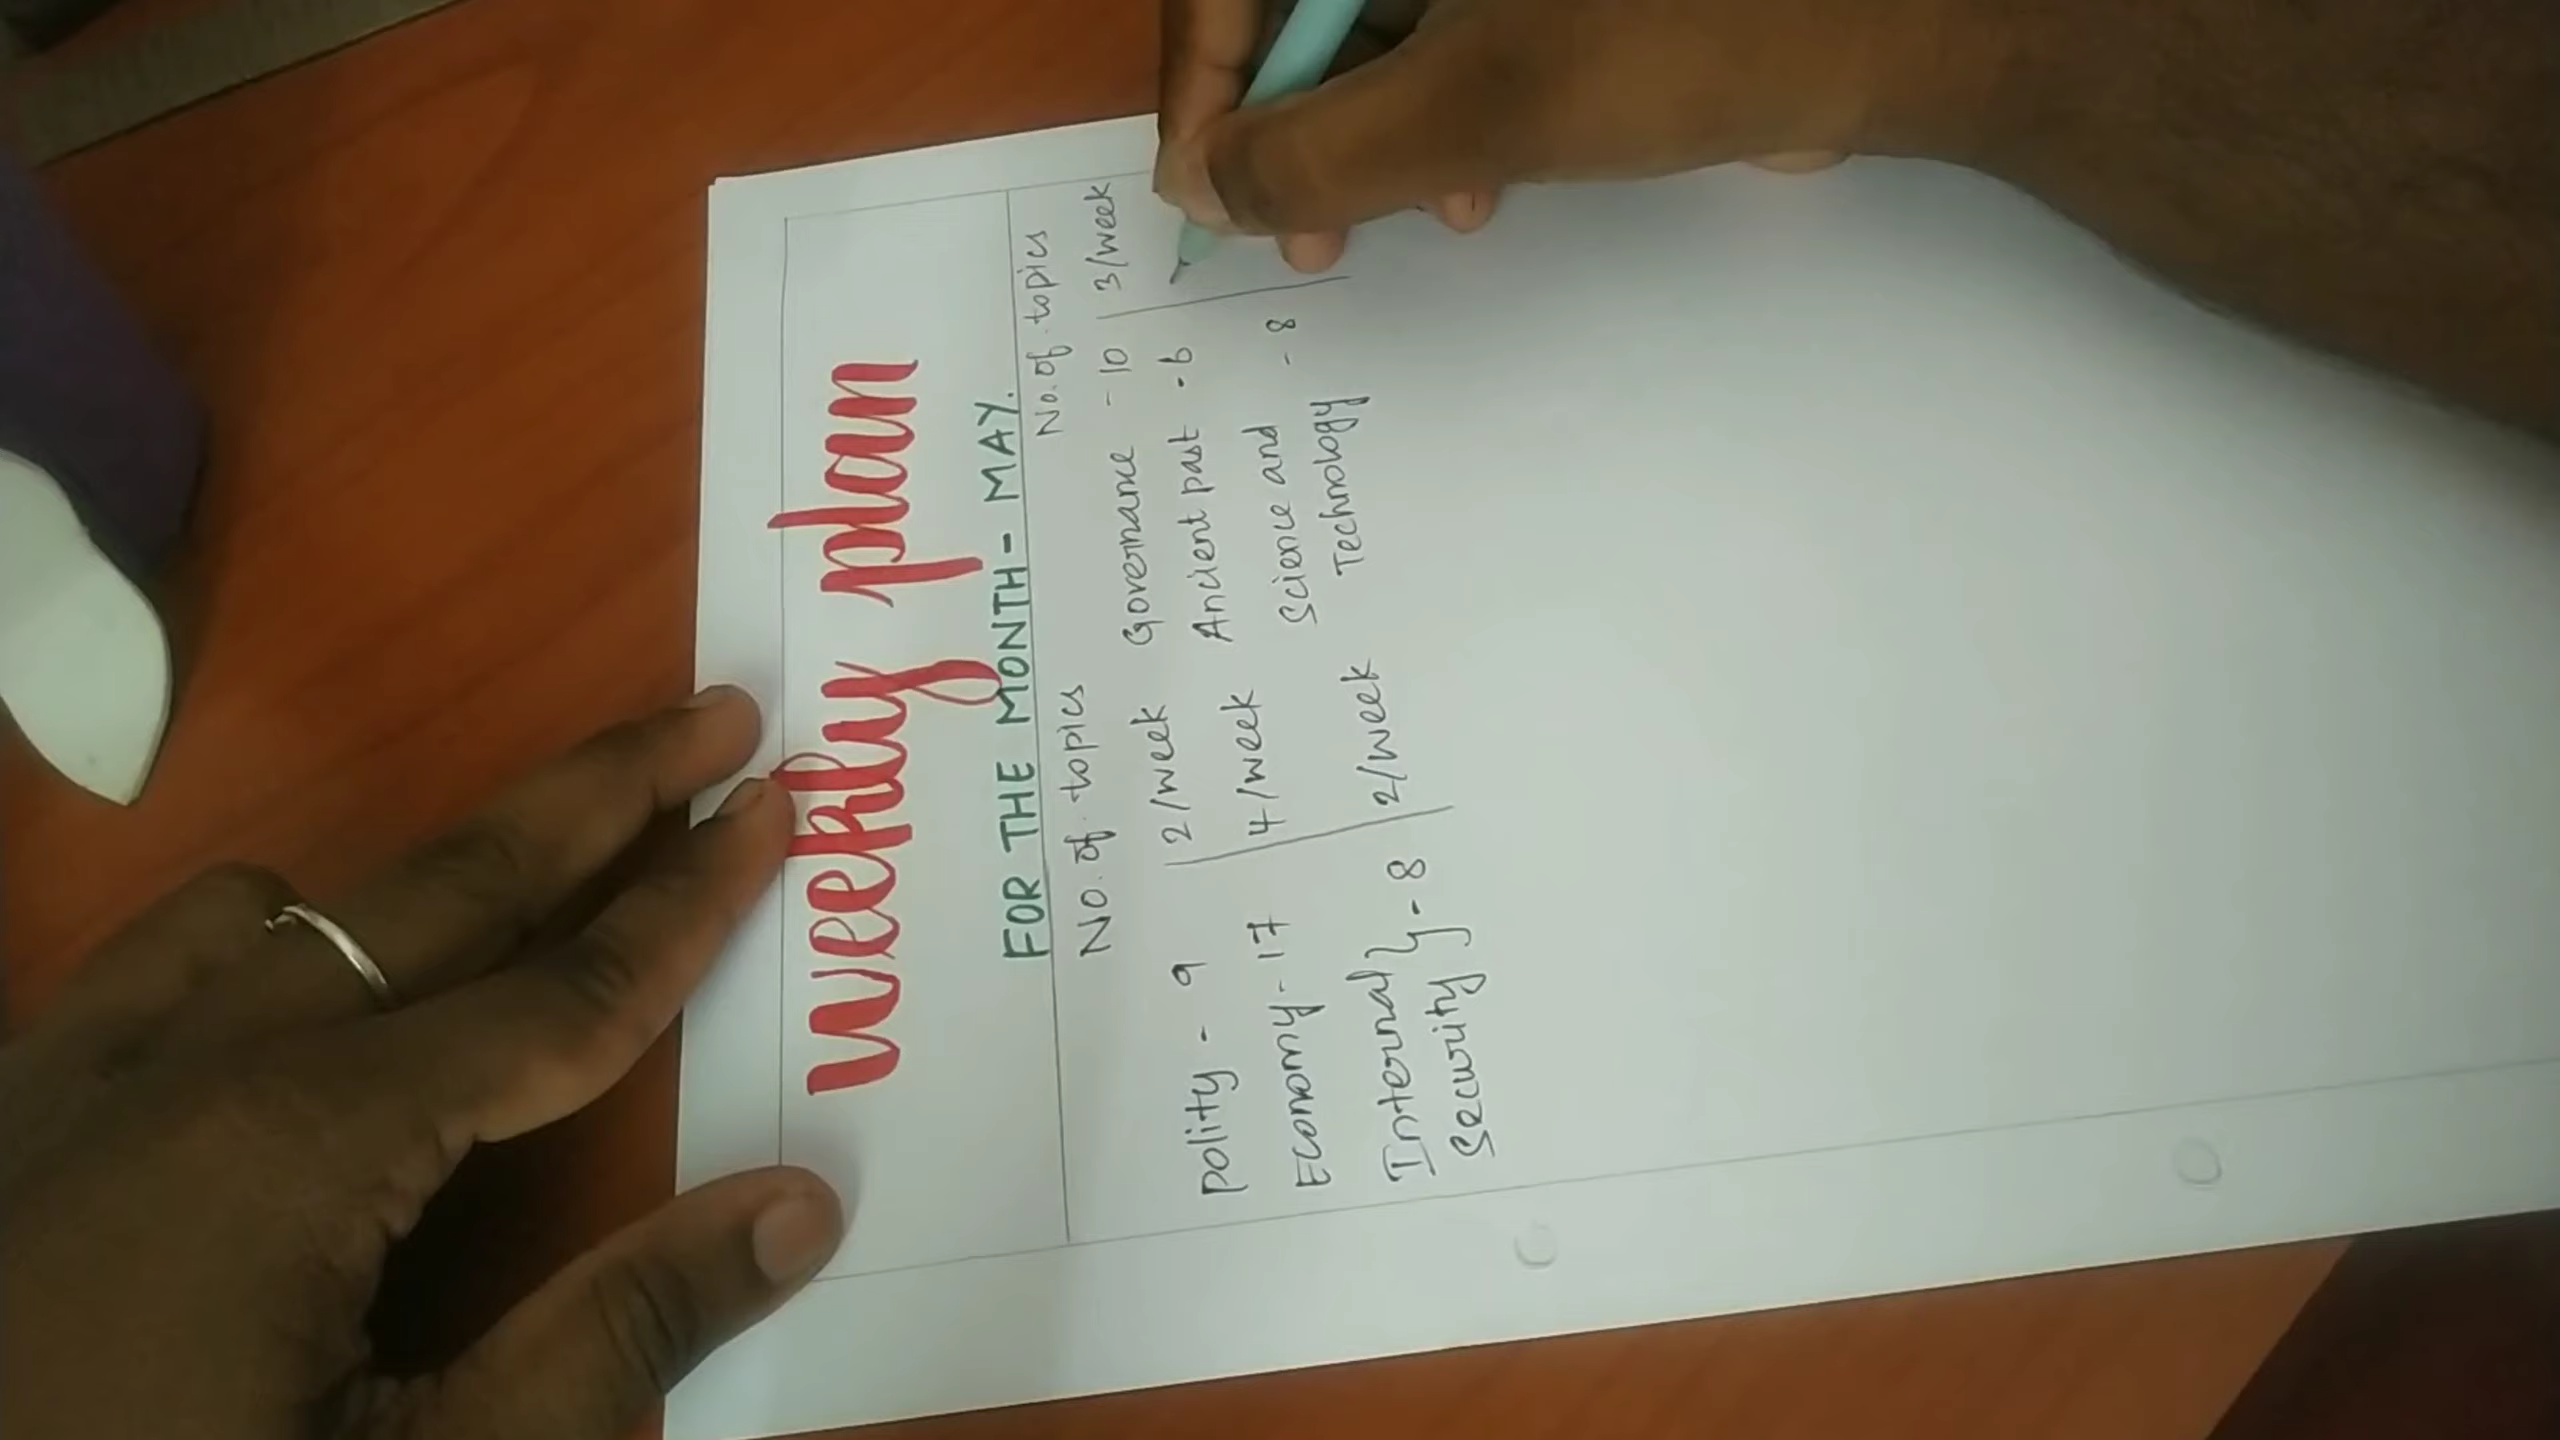 weekly plan
FOR THE MONTH - MAY.
No. of topics
Polity - 9 | 2/week
Economy - 17 | 4/week
Internal } - 8 | 2/week
Security }
No. of topics
Governance - 10 | 3/week
Ancient past - 6
Science and - 8
Technology